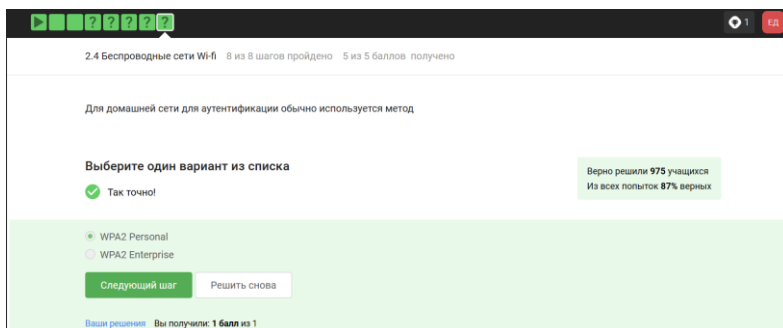 ? ? ? ? ?
1
ЕД
2.4 Беспроводные сети Wi-fi 8 из 8 шагов пройдено 5 из 5 баллов получено
Для домашней сети для аутентификации обычно используется метод
Выберите один вариант из списка
Так точно!
Верно решили 975 учащихся
Из всех попыток 87% верных
WPA2 Personal
WPA2 Enterprise
Следующий шаг
Решить снова
Ваши решения Вы получили: 1 балл из 1